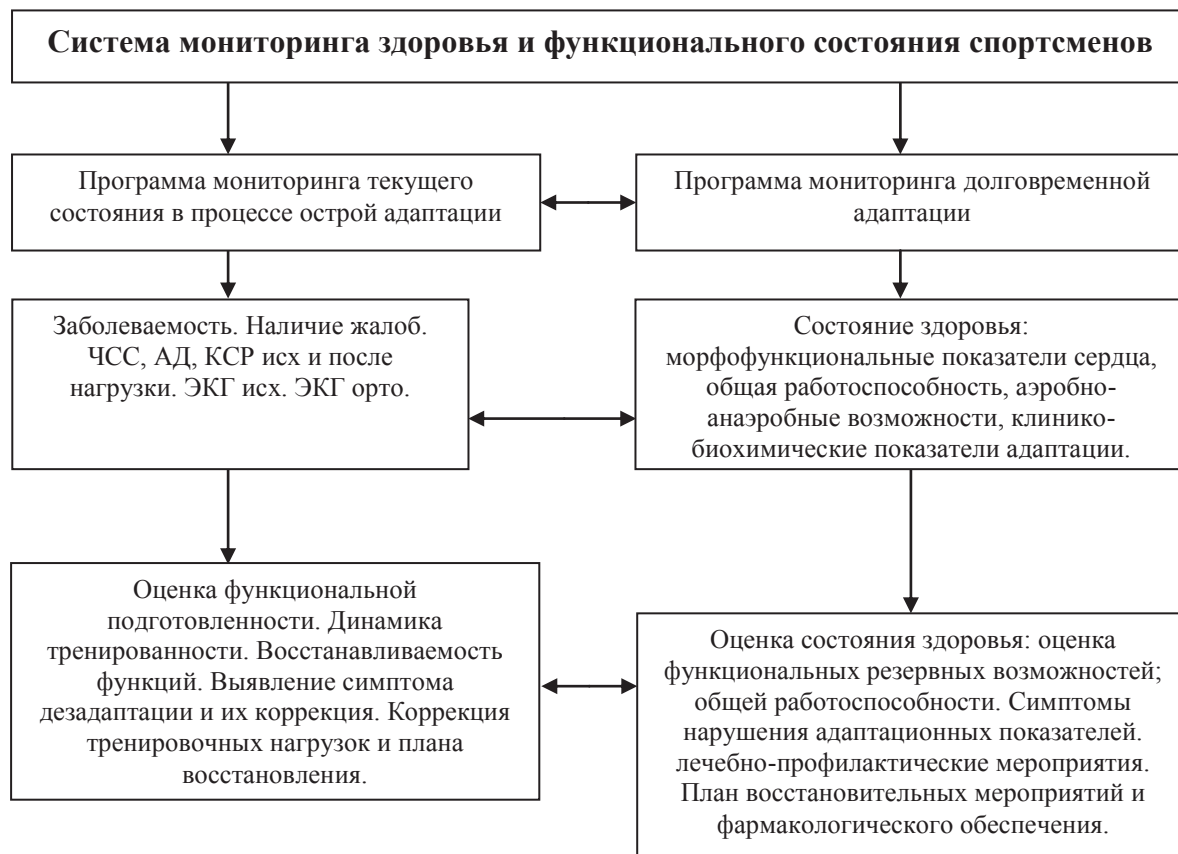 Система мониторинга здоровья и функционального состояния спортсменов
Программа мониторинга текущего
состояния в процессе острой адаптации
Программа мониторинга долговременной
адаптации
Заболеваемость. Наличие жалоб.
ЧСС, АД, КСР исх и после
нагрузки. ЭКГ исх. ЭКГ орто.
Состояние здоровья:
морфофункциональные показатели сердца,
общая работоспособность, аэробно-
анаэробные возможности, клинико-
биохимические показатели адаптации.
Оценка функциональной
подготовленности. Динамика
тренированности. Восстанавливаемость
функций. Выявление симптома
дезадаптации и их коррекция. Коррекция
тренировочных нагрузок и плана
восстановления.
Оценка состояния здоровья: оценка
функциональных резервных возможностей;
общей работоспособности. Симптомы
нарушения адаптационных показателей.
лечебно-профилактические мероприятия.
План восстановительных мероприятий и
фармакологического обеспечения.